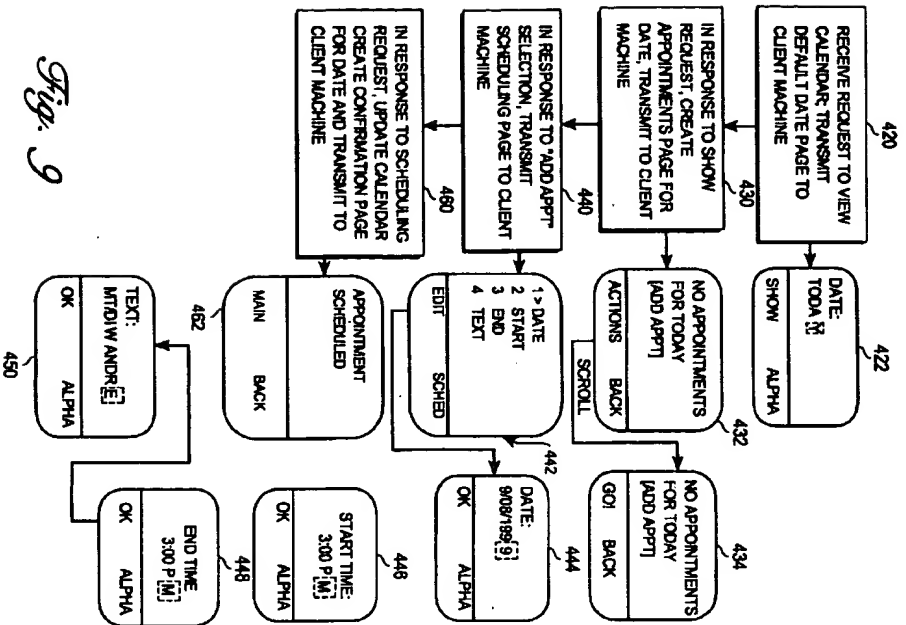 420
RECEIVE REQUEST TO VIEW
CALENDAR; TRANSMIT
DEFAULT DATE PAGE TO
CLIENT MACHINE
DATE:
TODA[Y]
SHOW ALPHA
422
430
IN RESPONSE TO SHOW
REQUEST, CREATE
APPOINTMENTS PAGE FOR
DATE, TRANSMIT TO CLIENT
MACHINE
NO APPOINTMENTS
FOR TODAY
[ADD APPT]
ACTIONS BACK
432
SCROLL
NO APPOINTMENTS
FOR TODAY
[ADD APPT]
GO! BACK
434
440
IN RESPONSE TO "ADD APPT"
SELECTION, TRANSMIT
SCHEDULING PAGE TO CLIENT
MACHINE
1 > DATE
2 START
3 END
4 TEXT
EDIT SCHED
442
DATE:
9/08/199[9]
OK ALPHA
444
START TIME:
3:00 P[M]
OK ALPHA
446
END TIME
3:00 P[M]
OK ALPHA
448
TEXT:
MT/DI W ANDR[E]
OK ALPHA
450
460
IN RESPONSE TO SCHEDULING
REQUEST, UPDATE CALENDAR
CREATE CONFIRMATION PAGE
FOR DATE AND TRANSMIT TO
CLIENT MACHINE
APPOINTMENT
SCHEDULED
MAIN BACK
462
Fig. 9